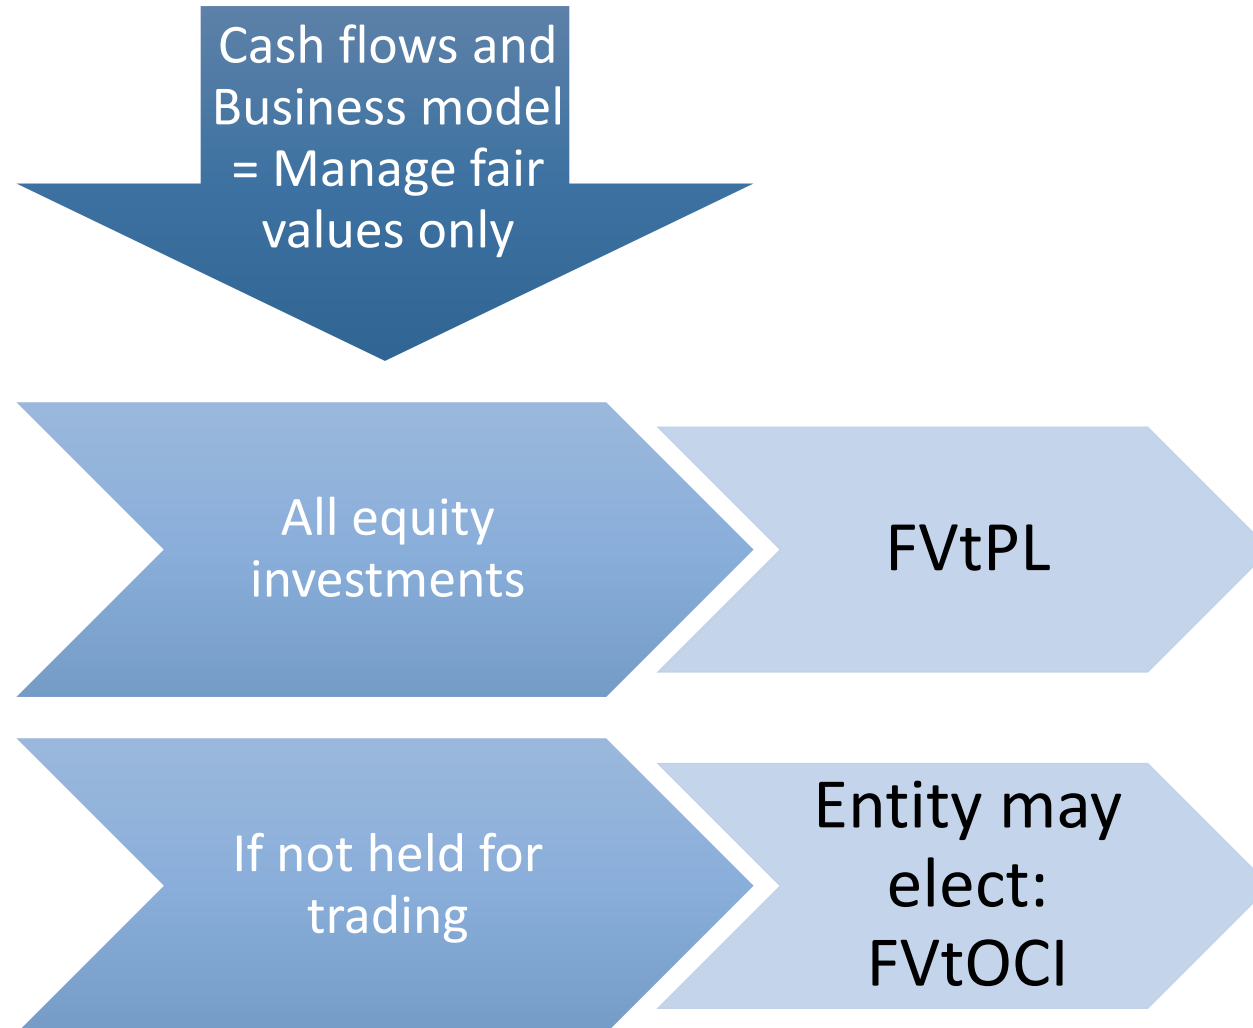 Cash flows and
Business model
= Manage fair
values only
All equity
investments
FVtPL
If not held for
trading
Entity may
elect:
FVtOCI